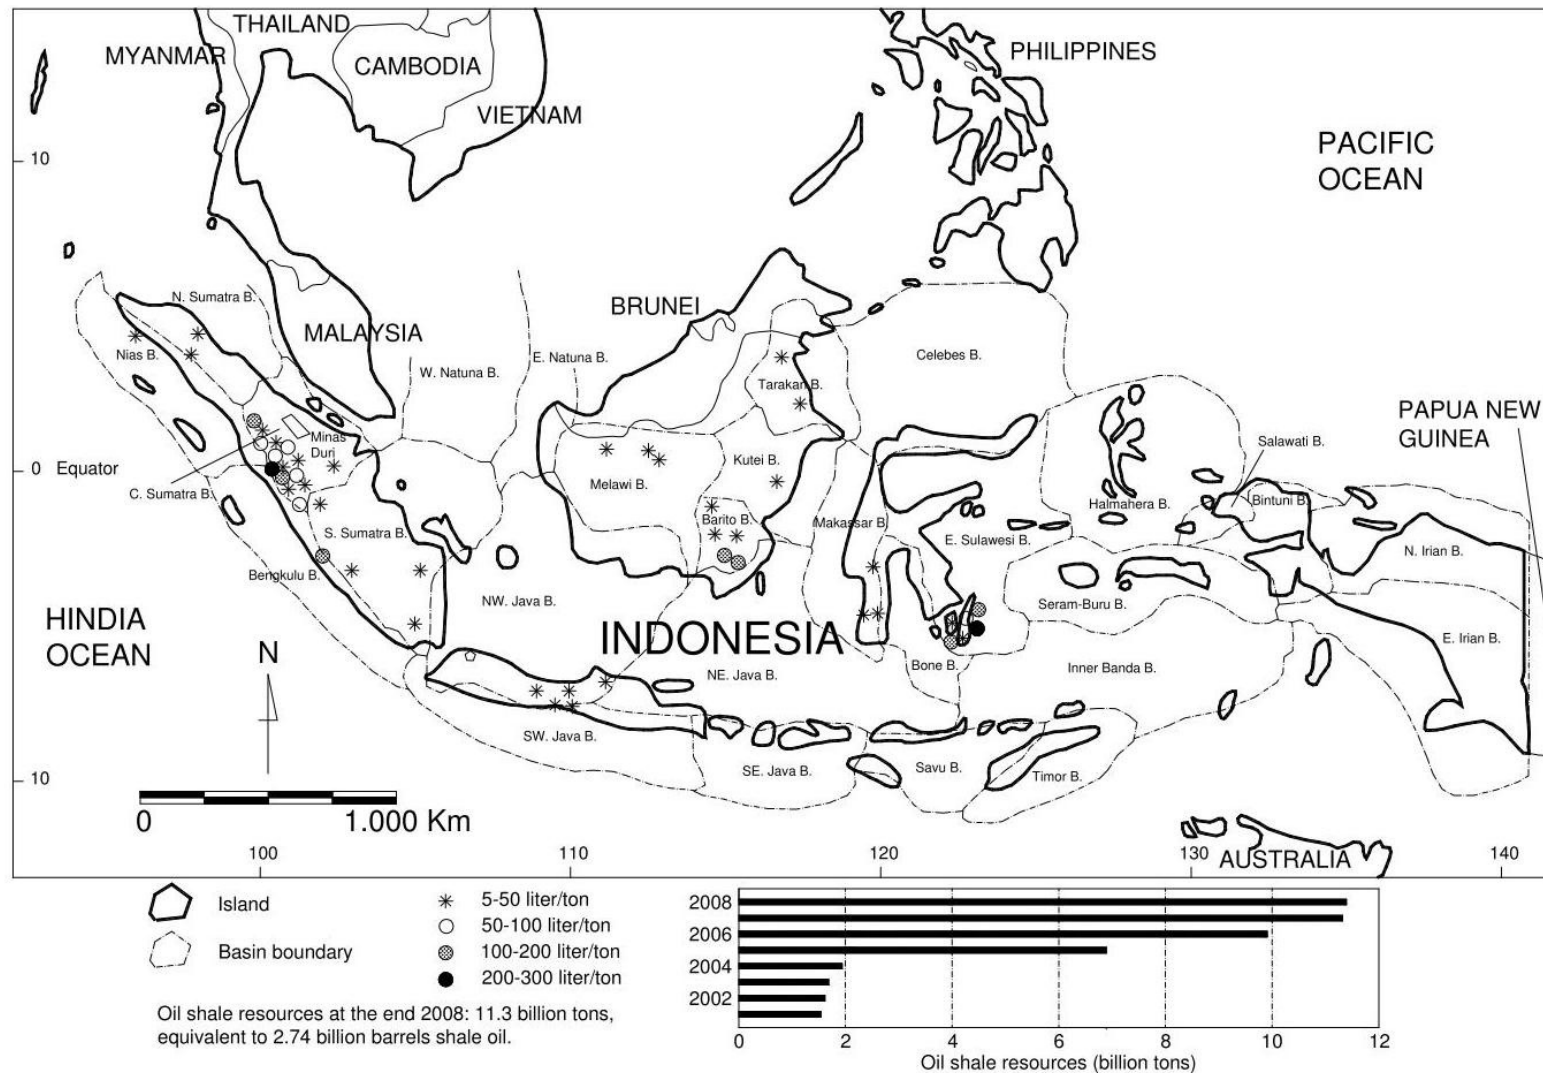 THAILAND
MYANMAR
CAMBODIA
VIETNAM
PHILIPPINES
PACIFIC
OCEAN
10
N. Sumatra B.
MALAYSIA
BRUNEI
Nias B.
W. Natuna B.
E. Natuna B.
Celebes B.
Tarakan B.
PAPUA NEW
GUINEA
Minas
Duri
Salawati B.
0 Equator
Kutei B.
Melawi B.
C. Sumatra B.
Halmahera B.
Bintuni B.
S. Sumatra B.
Barito B.
Makassar B.
E. Sulawesi B.
N. Irian B.
Bengkulu B.
NW. Java B.
Seram-Buru B.
HINDIA
OCEAN
N
INDONESIA
E. Irian B.
NE. Java B.
Bone B.
Inner Banda B.
SW. Java B.
SE. Java B.
Savu B.
Timor B.
10
0 1.000 Km
100 110 120 130 140
AUSTRALIA
Island
Basin boundary
5-50 liter/ton
50-100 liter/ton
100-200 liter/ton
200-300 liter/ton
Oil shale resources at the end 2008: 11.3 billion tons,
equivalent to 2.74 billion barrels shale oil.
2008
2006
2004
2002
0 2 4 6 8 10 12
Oil shale resources (billion tons)